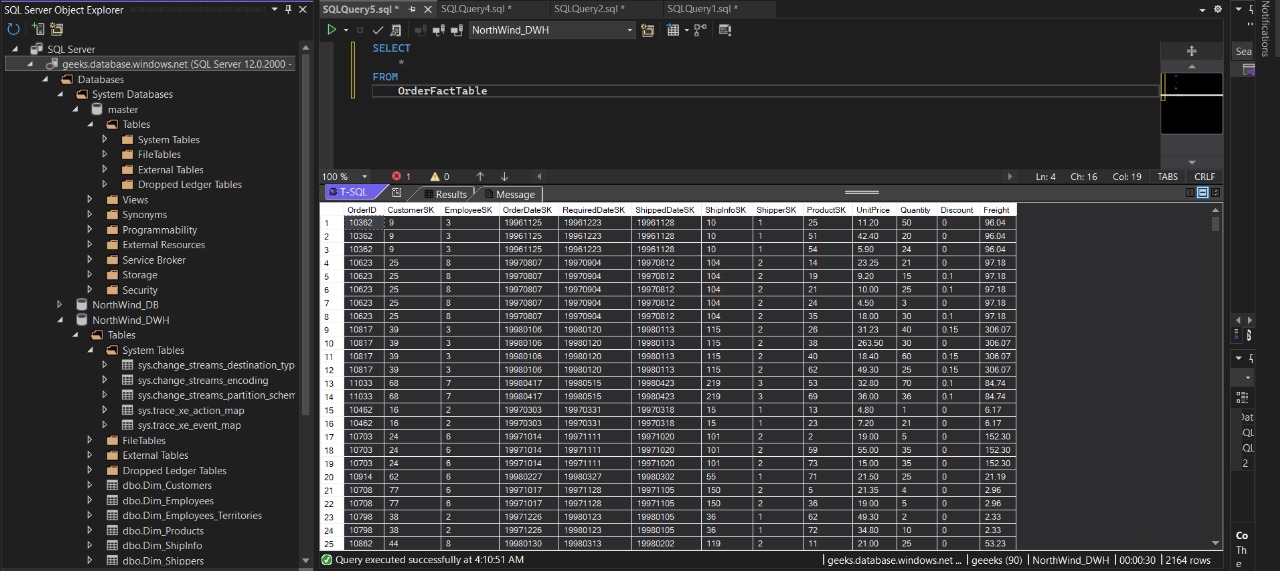 SQL Server Object Explorer
SQLQuery5.sql *
SQLQuery4.sql *
SQLQuery2.sql *
SQLQuery1.sql *
Notifications
NorthWind_DWH
SQL Server
geeks.database.windows.net (SQL Server 12.0.2000 -
Databases
System Databases
master
Tables
System Tables
FileTables
External Tables
Dropped Ledger Tables
Views
Synonyms
Programmability
External Resources
Service Broker
Storage
Security
NorthWind_DB
NorthWind_DWH
Tables
System Tables
sys.change_streams_destination_typ
sys.change_streams_encoding
sys.change_streams_partition_schem
sys.trace_xe_action_map
sys.trace_xe_event_map
FileTables
External Tables
Dropped Ledger Tables
dbo.Dim_Customers
dbo.Dim_Employees
dbo.Dim_Employees_Territories
dbo.Dim_Products
dbo.Dim_ShipInfo
dbo.Dim_Shippers
SELECT
*
FROM
OrderFactTable
Sea
100 % 1 0 Ln: 4 Ch: 16 Col: 19 TABS CRLF
T-SQL Results Message
OrderID CustomerSK EmployeeSK OrderDateSK RequiredDateSK ShippedDateSK ShipInfoSK ShipperSK ProductSK UnitPrice Quantity Discount Freight
1 10362 9 3 19961125 19961223 19961128 10 1 25 11.20 50 0 96.04
2 10362 9 3 19961125 19961223 19961128 10 1 51 42.40 20 0 96.04
3 10362 9 3 19961125 19961223 19961128 10 1 54 5.90 24 0 96.04
4 10623 25 8 19970807 19970904 19970812 104 2 14 23.25 21 0 97.18
5 10623 25 8 19970807 19970904 19970812 104 2 19 9.20 15 0.1 97.18
6 10623 25 8 19970807 19970904 19970812 104 2 21 10.00 25 0.1 97.18
7 10623 25 8 19970807 19970904 19970812 104 2 24 4.50 3 0 97.18
8 10623 25 8 19970807 19970904 19970812 104 2 35 18.00 30 0.1 97.18
9 10817 39 3 19980106 19980120 19980113 115 2 26 31.23 40 0.15 306.07
10 10817 39 3 19980106 19980120 19980113 115 2 38 263.50 30 0 306.07
11 10817 39 3 19980106 19980120 19980113 115 2 40 18.40 60 0.15 306.07
12 10817 39 3 19980106 19980120 19980113 115 2 62 49.30 25 0.15 306.07
13 11033 68 7 19980417 19980515 19980423 219 3 53 32.80 70 0.1 84.74
14 11033 68 7 19980417 19980515 19980423 219 3 69 36.00 36 0.1 84.74
15 10462 16 2 19970303 19970331 19970318 15 1 13 4.80 1 0 6.17
16 10462 16 2 19970303 19970331 19970318 15 1 23 7.20 21 0 6.17
17 10703 24 6 19971014 19971111 19971020 101 2 2 19.00 5 0 152.30
18 10703 24 6 19971014 19971111 19971020 101 2 59 55.00 35 0 152.30
19 10703 24 6 19971014 19971111 19971020 101 2 73 15.00 35 0 152.30
20 10914 62 6 19980227 19980327 19980302 55 1 71 21.50 25 0 21.19
21 10708 77 6 19971017 19971128 19971105 150 2 5 21.35 4 0 2.96
22 10708 77 6 19971017 19971128 19971105 150 2 36 19.00 5 0 2.96
23 10798 38 2 19971226 19980123 19980105 36 1 62 49.30 2 0 2.33
24 10798 38 2 19971226 19980123 19980105 36 1 72 34.80 10 0 2.33
25 10862 44 8 19980130 19980313 19980202 119 2 11 21.00 25 0 53.23
Query executed successfully at 4:10:51 AM
geeks.database.windows.net ... geeeks (90) NorthWind_DWH 00:00:30 2164 rows
Co
Th
e